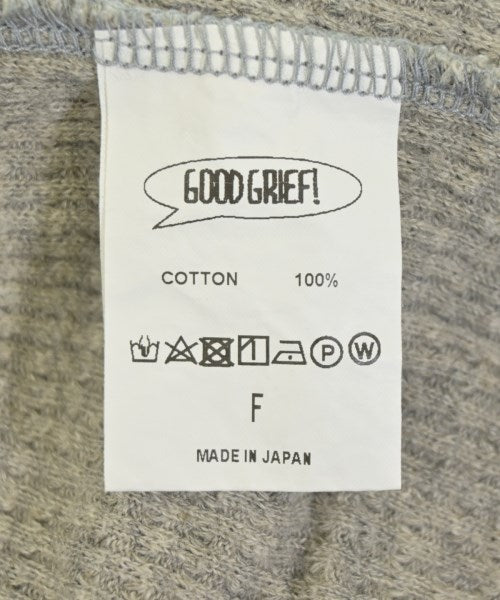 GOOD GRIEF!
COTTON 100%
P W
F
MADE IN JAPAN